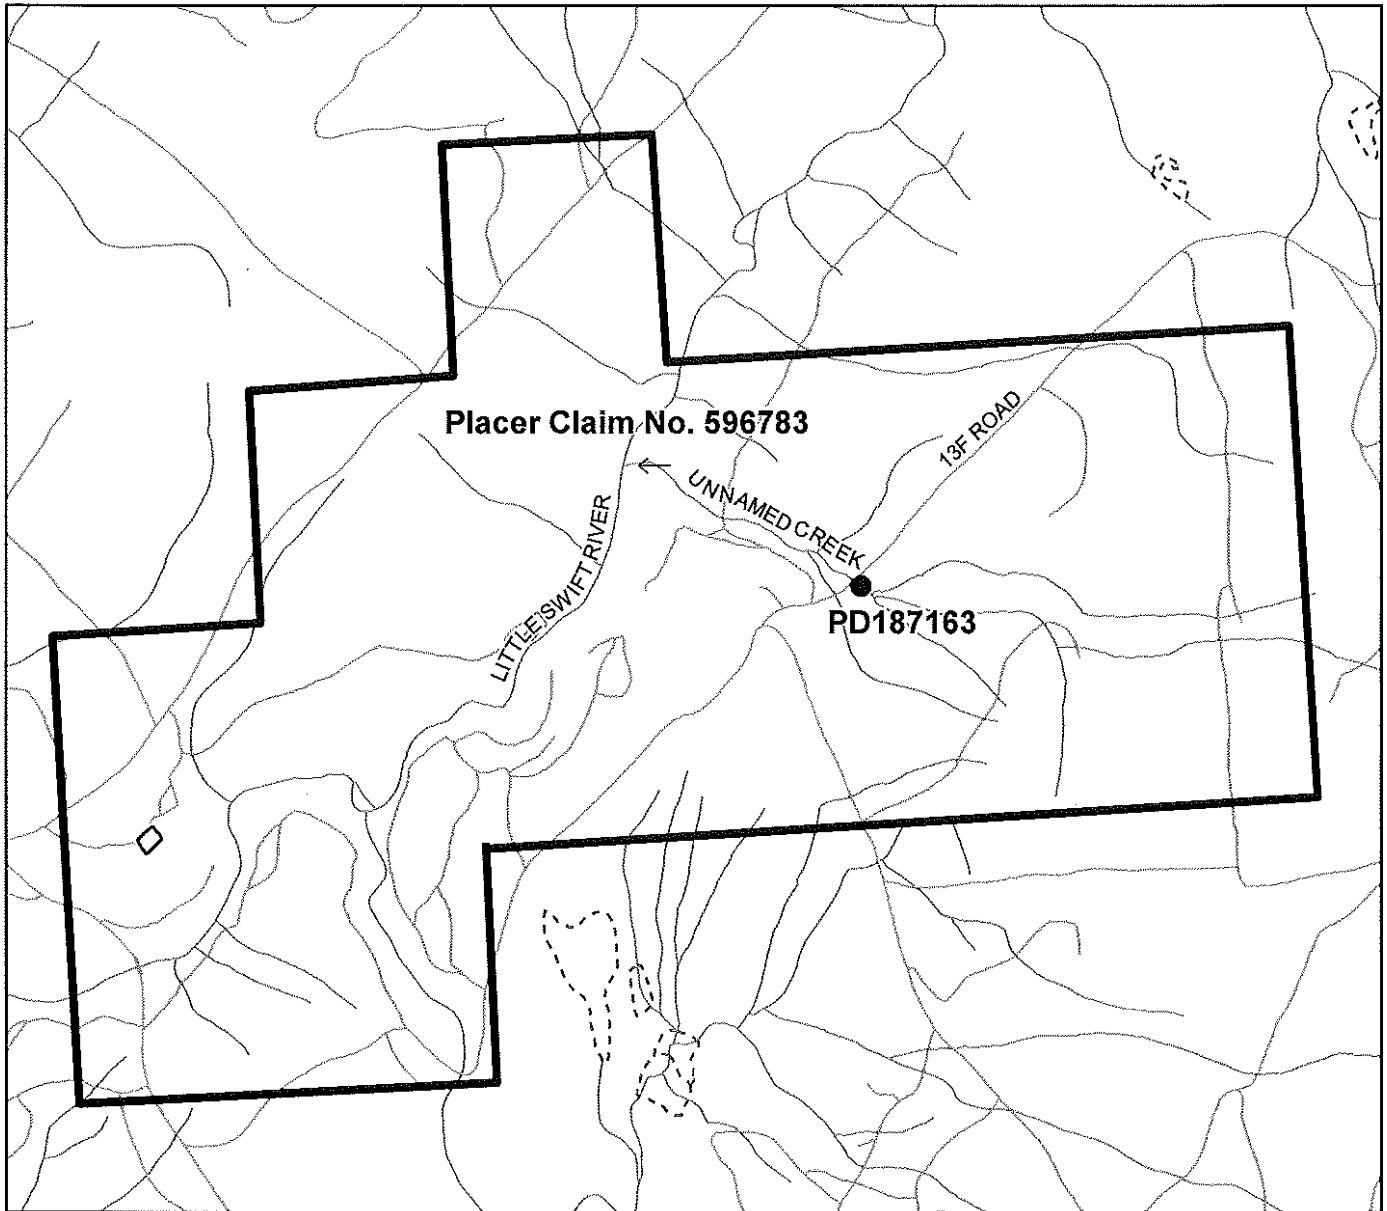 Placer Claim No. 596783
13F ROAD
UNNAMED CREEK
LITTLE SWIFT RIVER
PD187163